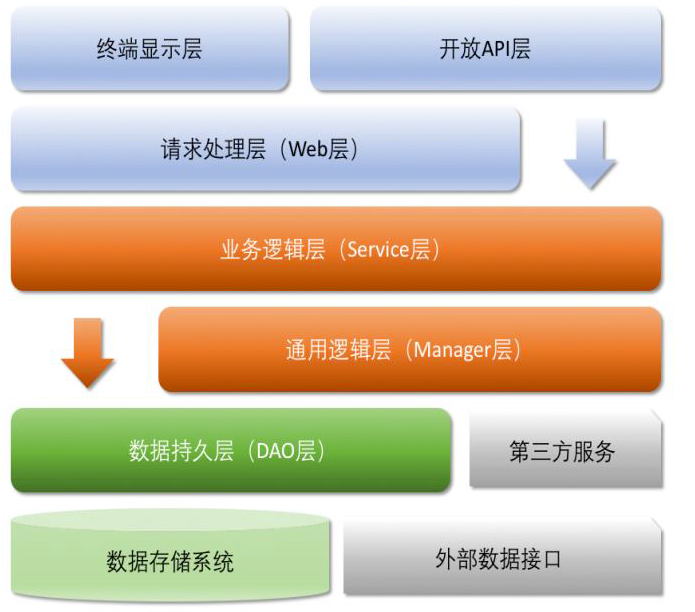 终端显示层
开放API层
请求处理层（Web层）
业务逻辑层（Service层）
通用逻辑层（Manager层）
数据持久层（DAO层）
第三方服务
数据存储系统
外部数据接口